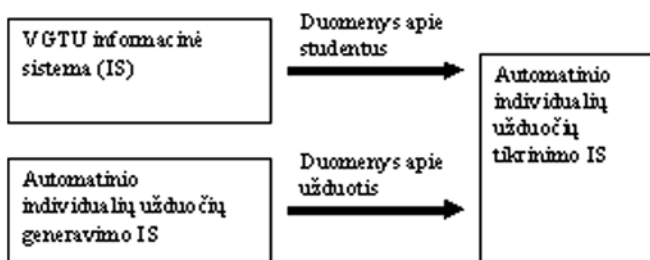 VGTU informacinė
sistema (IS)
Duomenys apie
studentus
Automatinio
individualių
užduočių
tikrinimo IS
Automatinio
individualių užduočių
generavimo IS
Duomenys apie
užduotis